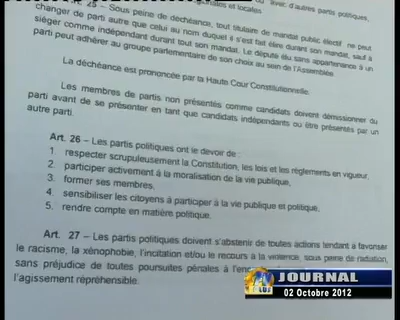 avec d'autres partis politiques,
et locales
25 – Sous peine de déchéance, tout titulaire de mandat public électif ne peut
changer de parti autre que celui au nom duquel il s'est fait élire durant son mandat, sauf à
siéger comme indépendant durant tout son mandat. Le député élu sans appartenance à un
parti peut adhérer au groupe parlementaire de son choix au sein de l'Assemblée.
La déchéance est prononcée par la Haute Cour Constitutionnelle.
Les membres de partis non présentés comme candidats doivent démissionner du
parti avant de se présenter en tant que candidats indépendants ou être présentés par un
autre parti.
Art. 26 – Les partis politiques ont le devoir de :
1. respecter scrupuleusement la Constitution, les lois et les règlements en vigueur,
2. participer activement à la moralisation de la vie publique,
3. former ses membres,
4. sensibiliser les citoyens à participer à la vie publique et politique,
5. rendre compte en matière politique.
Art. 27 – Les partis politiques doivent s'abstenir de toutes actions tendant à favoriser
le racisme, la xénophobie, l'incitation et/ou le recours à la violence, sous peine de radiation,
sans préjudice de toutes poursuites pénales à l'enc
l'agissement répréhensible.
JOURNAL
02 Octobre 2012